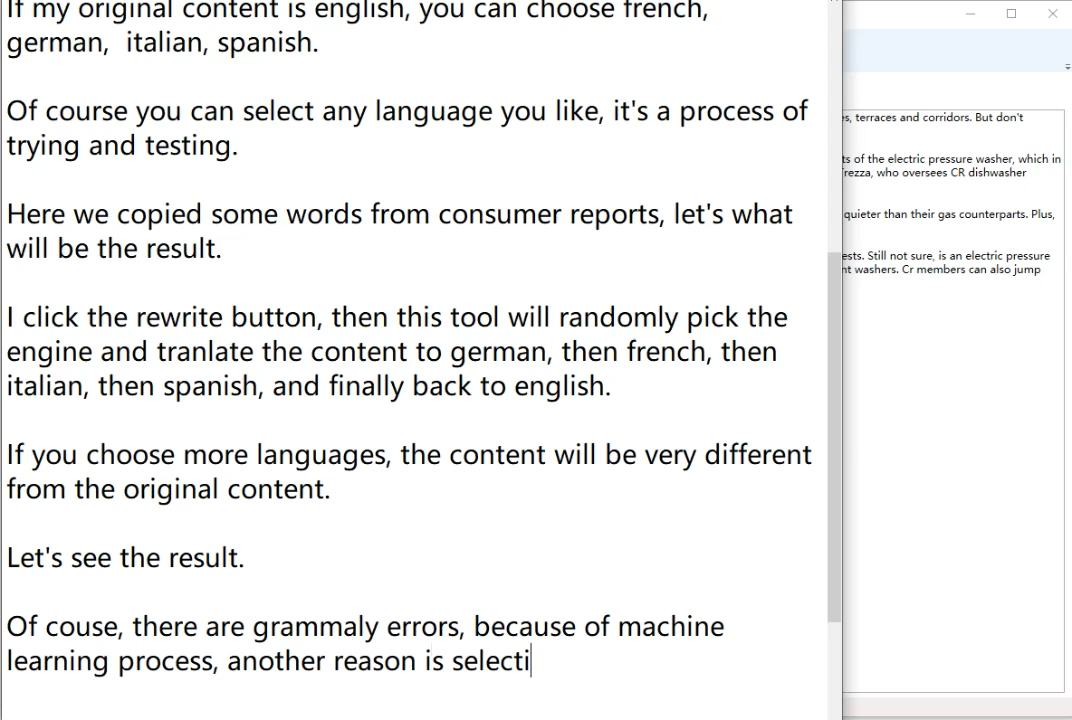 If my original content is english, you can choose french,
german,  italian, spanish.
Of course you can select any language you like, it's a process of
trying and testing.
Here we copied some words from consumer reports, let's what
will be the result.
I click the rewrite button, then this tool will randomly pick the
engine and tranlate the content to german, then french, then
italian, then spanish, and finally back to english.
If you choose more languages, the content will be very different
from the original content.
Let's see the result.
Of couse, there are grammaly errors, because of machine
learning process, another reason is selecti
terraces and corridors. But don't
of the electric pressure washer, which in
who oversees CR dishwasher
quieter than their gas counterparts. Plus,
Still not sure, is an electric pressure
washers. Cr members can also jump